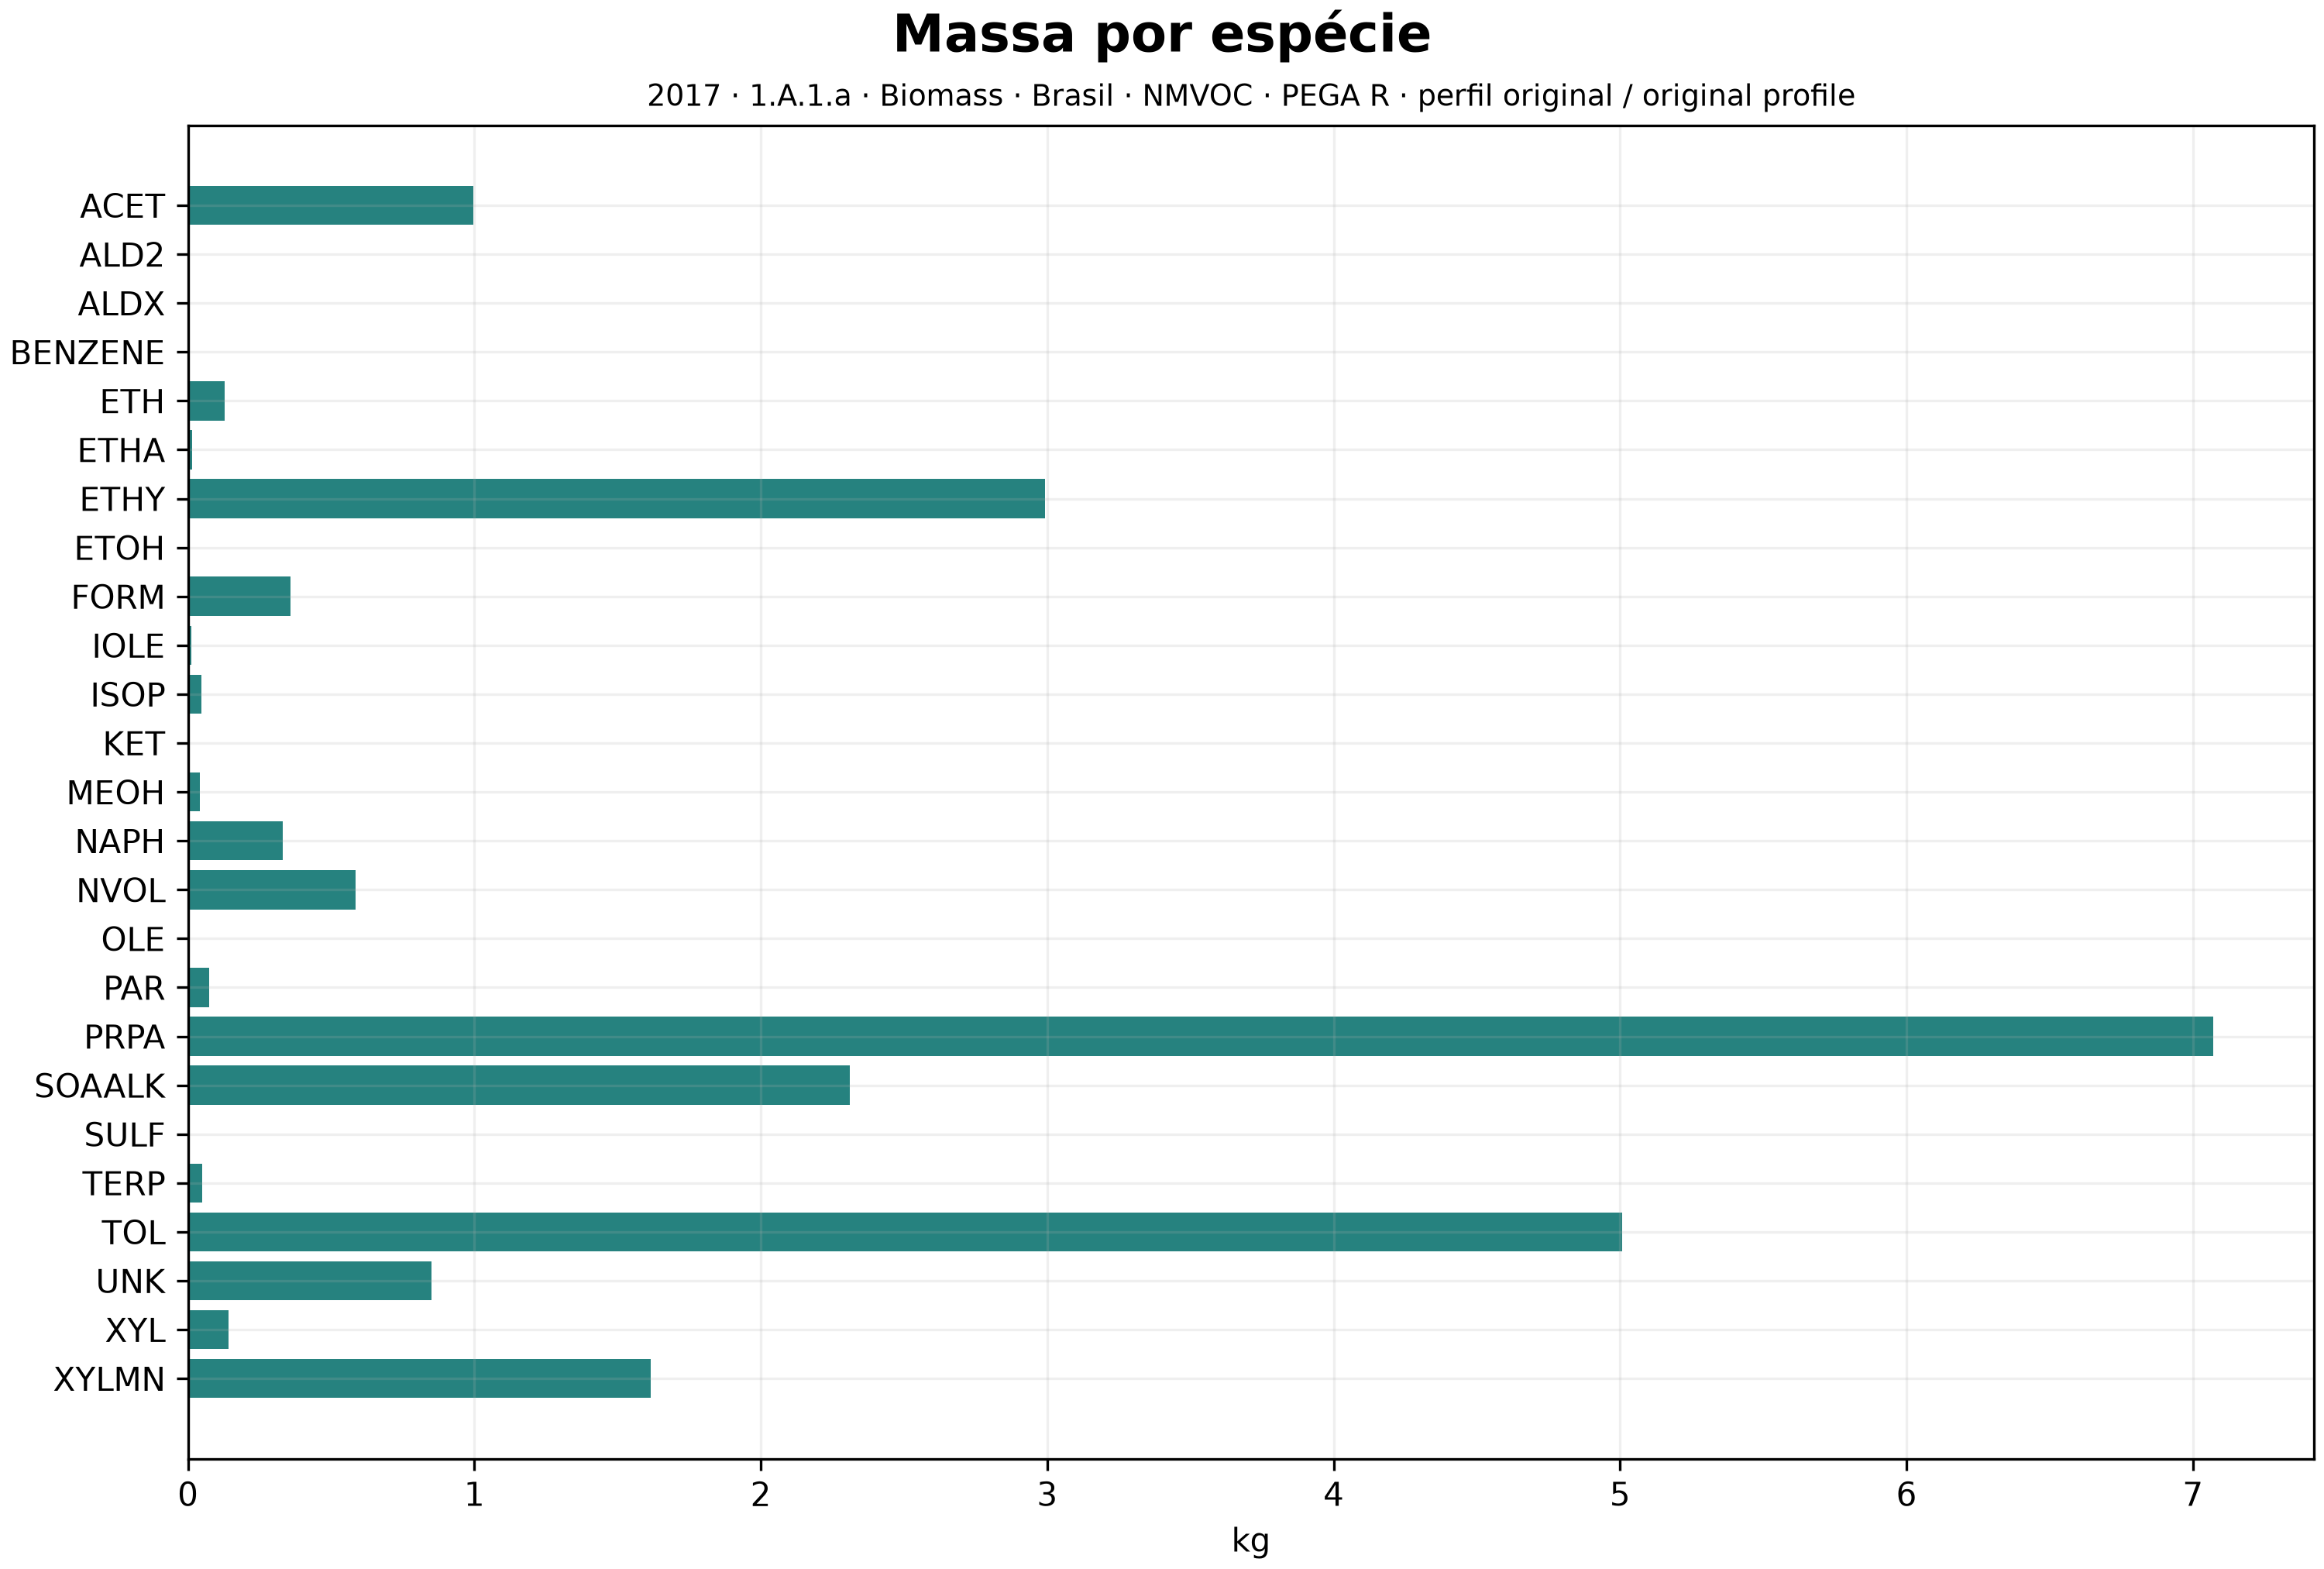 Massa por espécie
2017 · 1.A.1.a · Biomass · Brasil · NMVOC · PEGA R · perfil original / original profile
ACET
ALD2
ALDX
BENZENE
ETH
ETHA
ETHY
ETOH
FORM
IOLE
ISOP
KET
MEOH
NAPH
NVOL
OLE
PAR
PRPA
SOAALK
SULF
TERP
TOL
UNK
XYL
XYLMN
0 1 2 3 4 5 6 7
kg